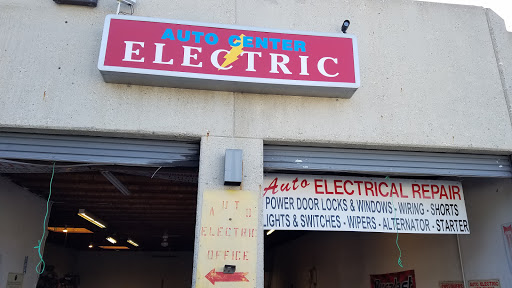 AUTO CENTER
ELECTRIC
Auto ELECTRICAL REPAIR
POWER DOOR LOCKS & WINDOWS - WIRING - SHORTS
LIGHTS & SWITCHES - WIPERS - ALTERNATOR - STARTER
AUTO
ELECTRIC
OFFICE